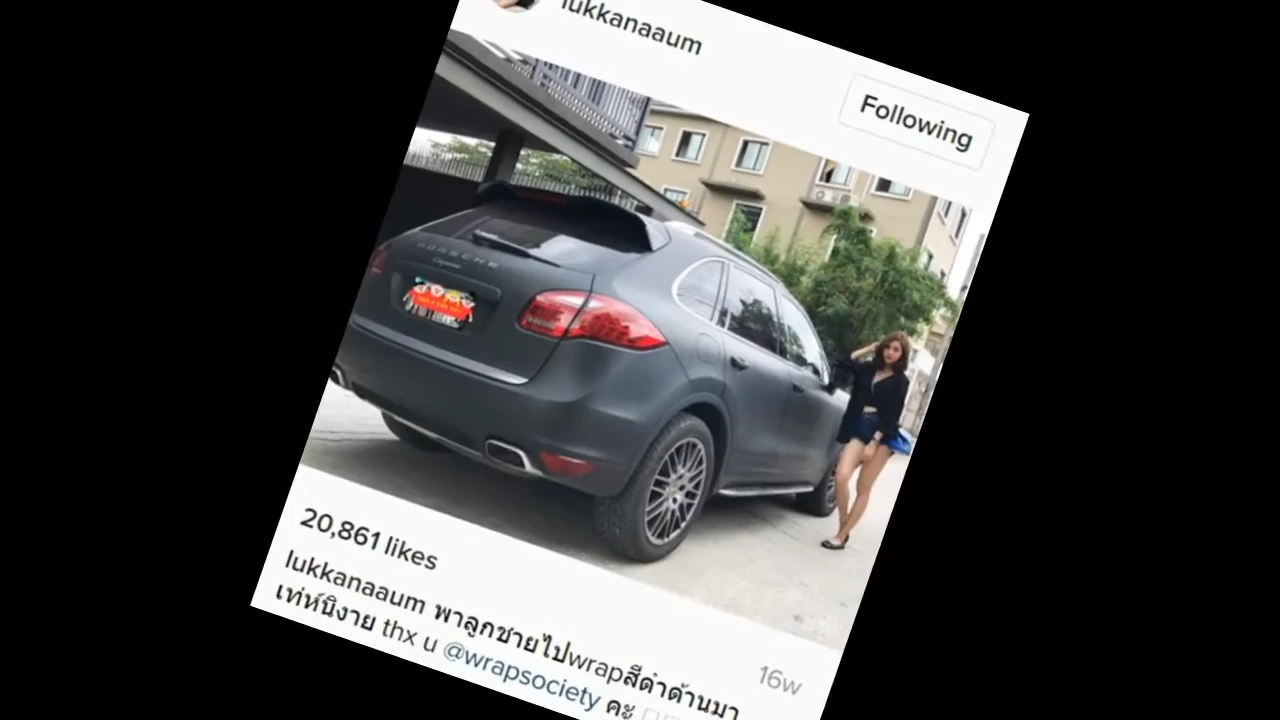 lukkanaaum
Following
PORSCHE
Cayenne
20,861 likes
16w
lukkanaaum พาลูกชายไปwrapสีดำด้านมา
เท่ห์นิงาย thx u @wrapsociety คะ